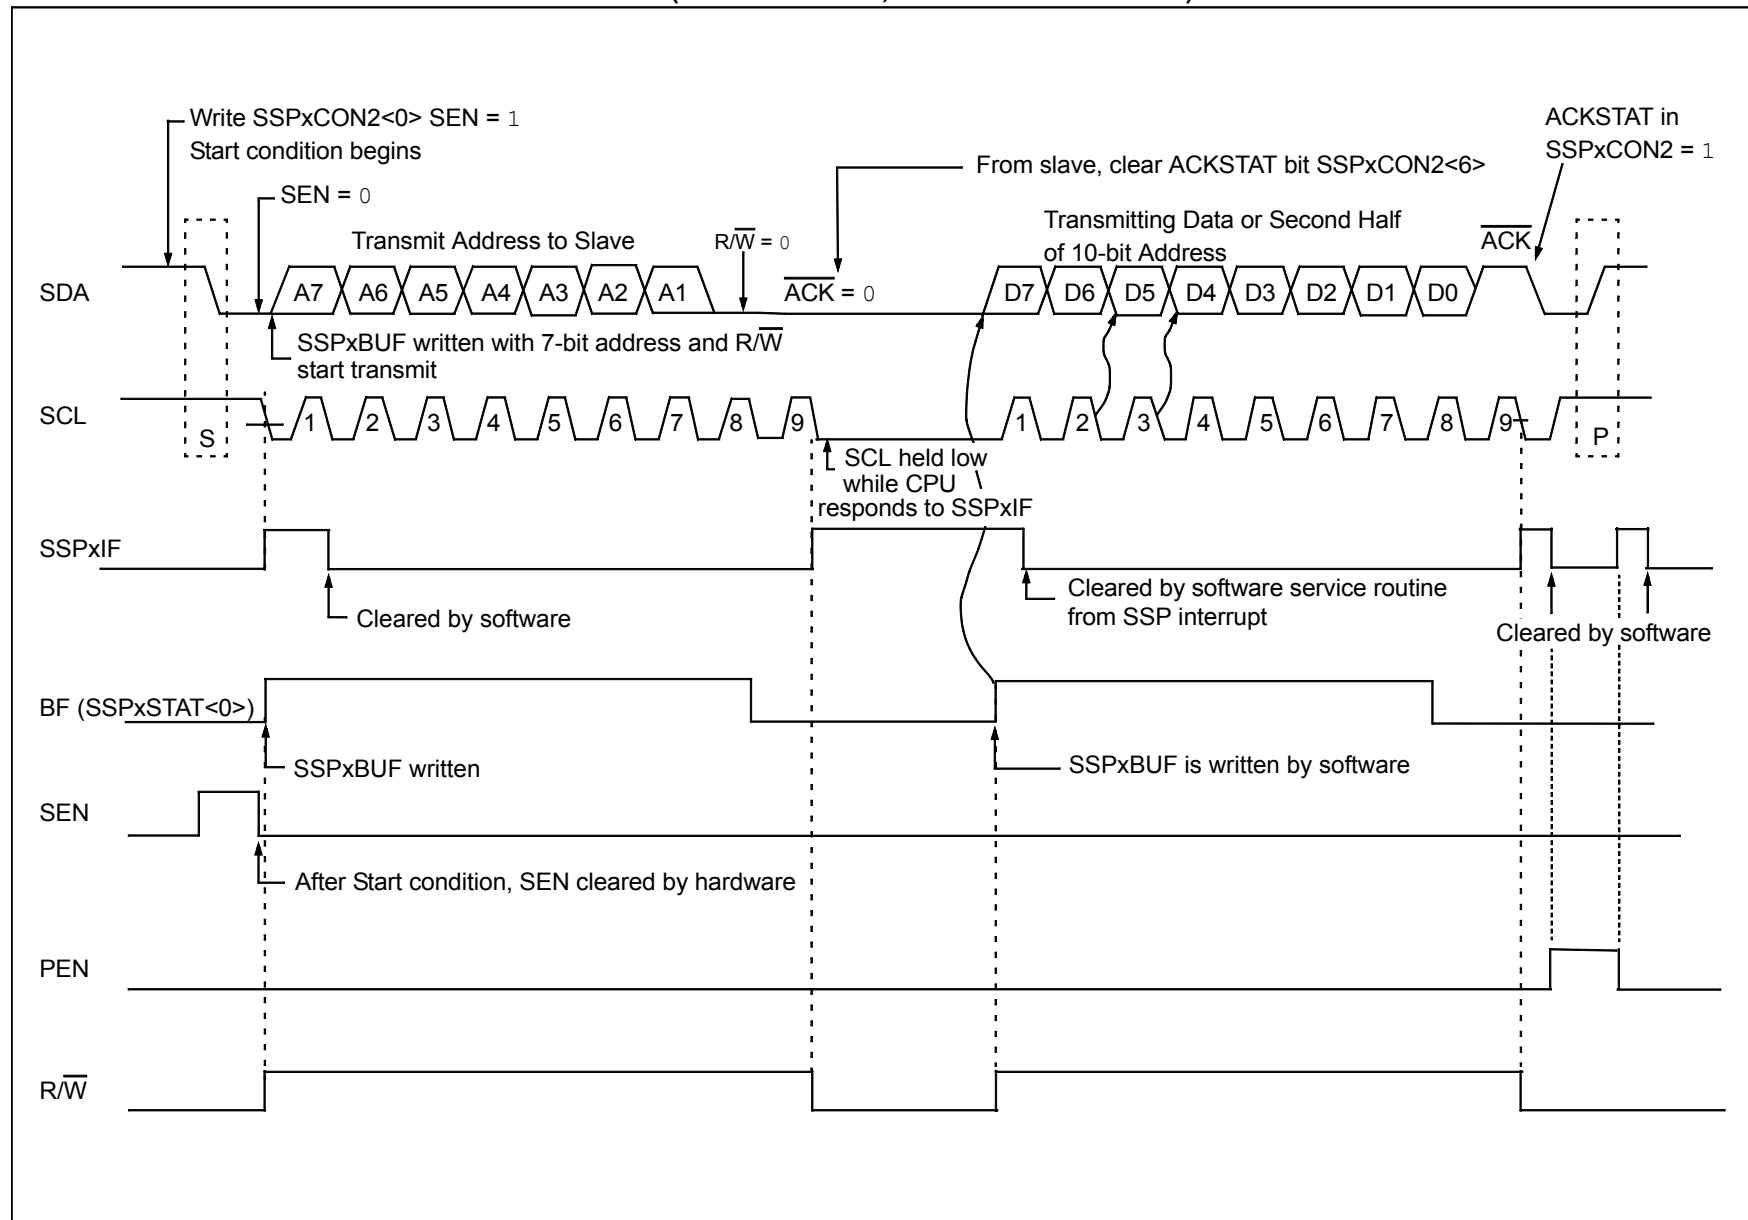 Write SSPxCON2<0> SEN = 1
Start condition begins
SEN = 0
From slave, clear ACKSTAT bit SSPxCON2<6>
ACKSTAT in
SSPxCON2 = 1
Transmit Address to Slave
R/W̅ = 0
Transmitting Data or Second Half
of 10-bit Address
A̅C̅K̅
SDA
A7 A6 A5 A4 A3 A2 A1
A̅C̅K̅ = 0
D7 D6 D5 D4 D3 D2 D1 D0
SSPxBUF written with 7-bit address and R/W̅
start transmit
SCL
S
1 2 3 4 5 6 7 8 9
1 2 3 4 5 6 7 8 9
P
SCL held low
while CPU
responds to SSPxIF
SSPxIF
Cleared by software
Cleared by software service routine
from SSP interrupt
Cleared by software
BF (SSPxSTAT<0>)
SSPxBUF written
SSPxBUF is written by software
SEN
After Start condition, SEN cleared by hardware
PEN
R/W̅